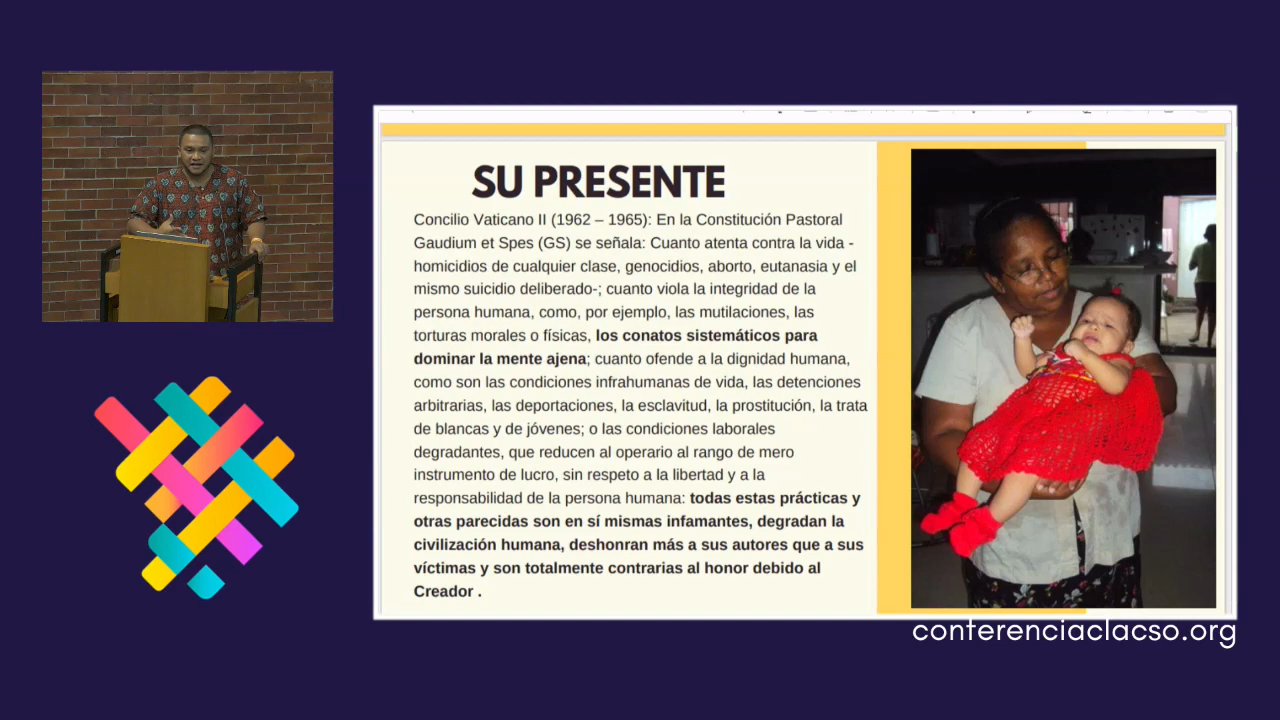 SU PRESENTE
Concilio Vaticano II (1962 – 1965): En la Constitución Pastoral
Gaudium et Spes (GS) se señala: Cuanto atenta contra la vida -
homicidios de cualquier clase, genocidios, aborto, eutanasia y el
mismo suicidio deliberado-; cuanto viola la integridad de la
persona humana, como, por ejemplo, las mutilaciones, las
torturas morales o físicas, los conatos sistemáticos para
dominar la mente ajena; cuanto ofende a la dignidad humana,
como son las condiciones infrahumanas de vida, las detenciones
arbitrarias, las deportaciones, la esclavitud, la prostitución, la trata
de blancas y de jóvenes; o las condiciones laborales
degradantes, que reducen al operario al rango de mero
instrumento de lucro, sin respeto a la libertad y a la
responsabilidad de la persona humana: todas estas prácticas y
otras parecidas son en sí mismas infamantes, degradan la
civilización humana, deshonran más a sus autores que a sus
víctimas y son totalmente contrarias al honor debido al
Creador .
conferenciaclacso.org